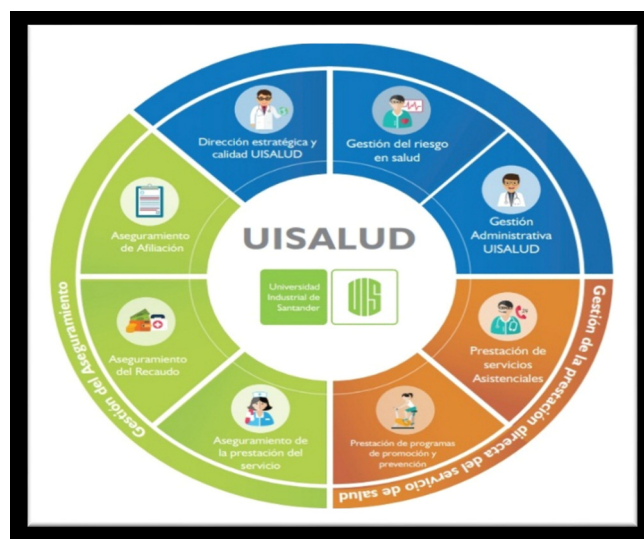 Dirección estratégica y
calidad UISALUD
Gestión del riesgo
en salud
Gestión
Administrativa
UISALUD
Aseguramiento
de Afiliación
UISALUD
Universidad
Industrial de
Santander
UIS
Aseguramiento
del Recaudo
Prestación de
servicios
Asistenciales
Aseguramiento de
la prestación del
servicio
Prestación de programas
de promoción y
prevención
Gestión del Aseguramiento
Gestión de la prestación directa del servicio de salud